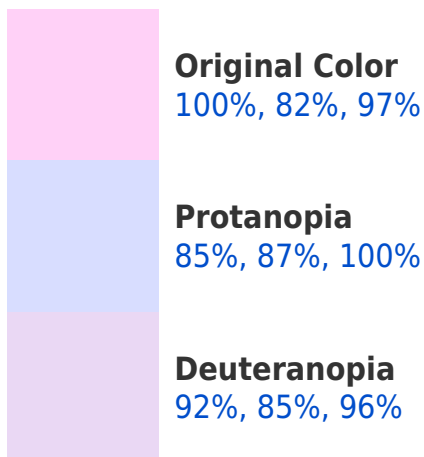 Original Color
100%, 82%, 97%
Protanopia
85%, 87%, 100%
Deuteranopia
92%, 85%, 96%